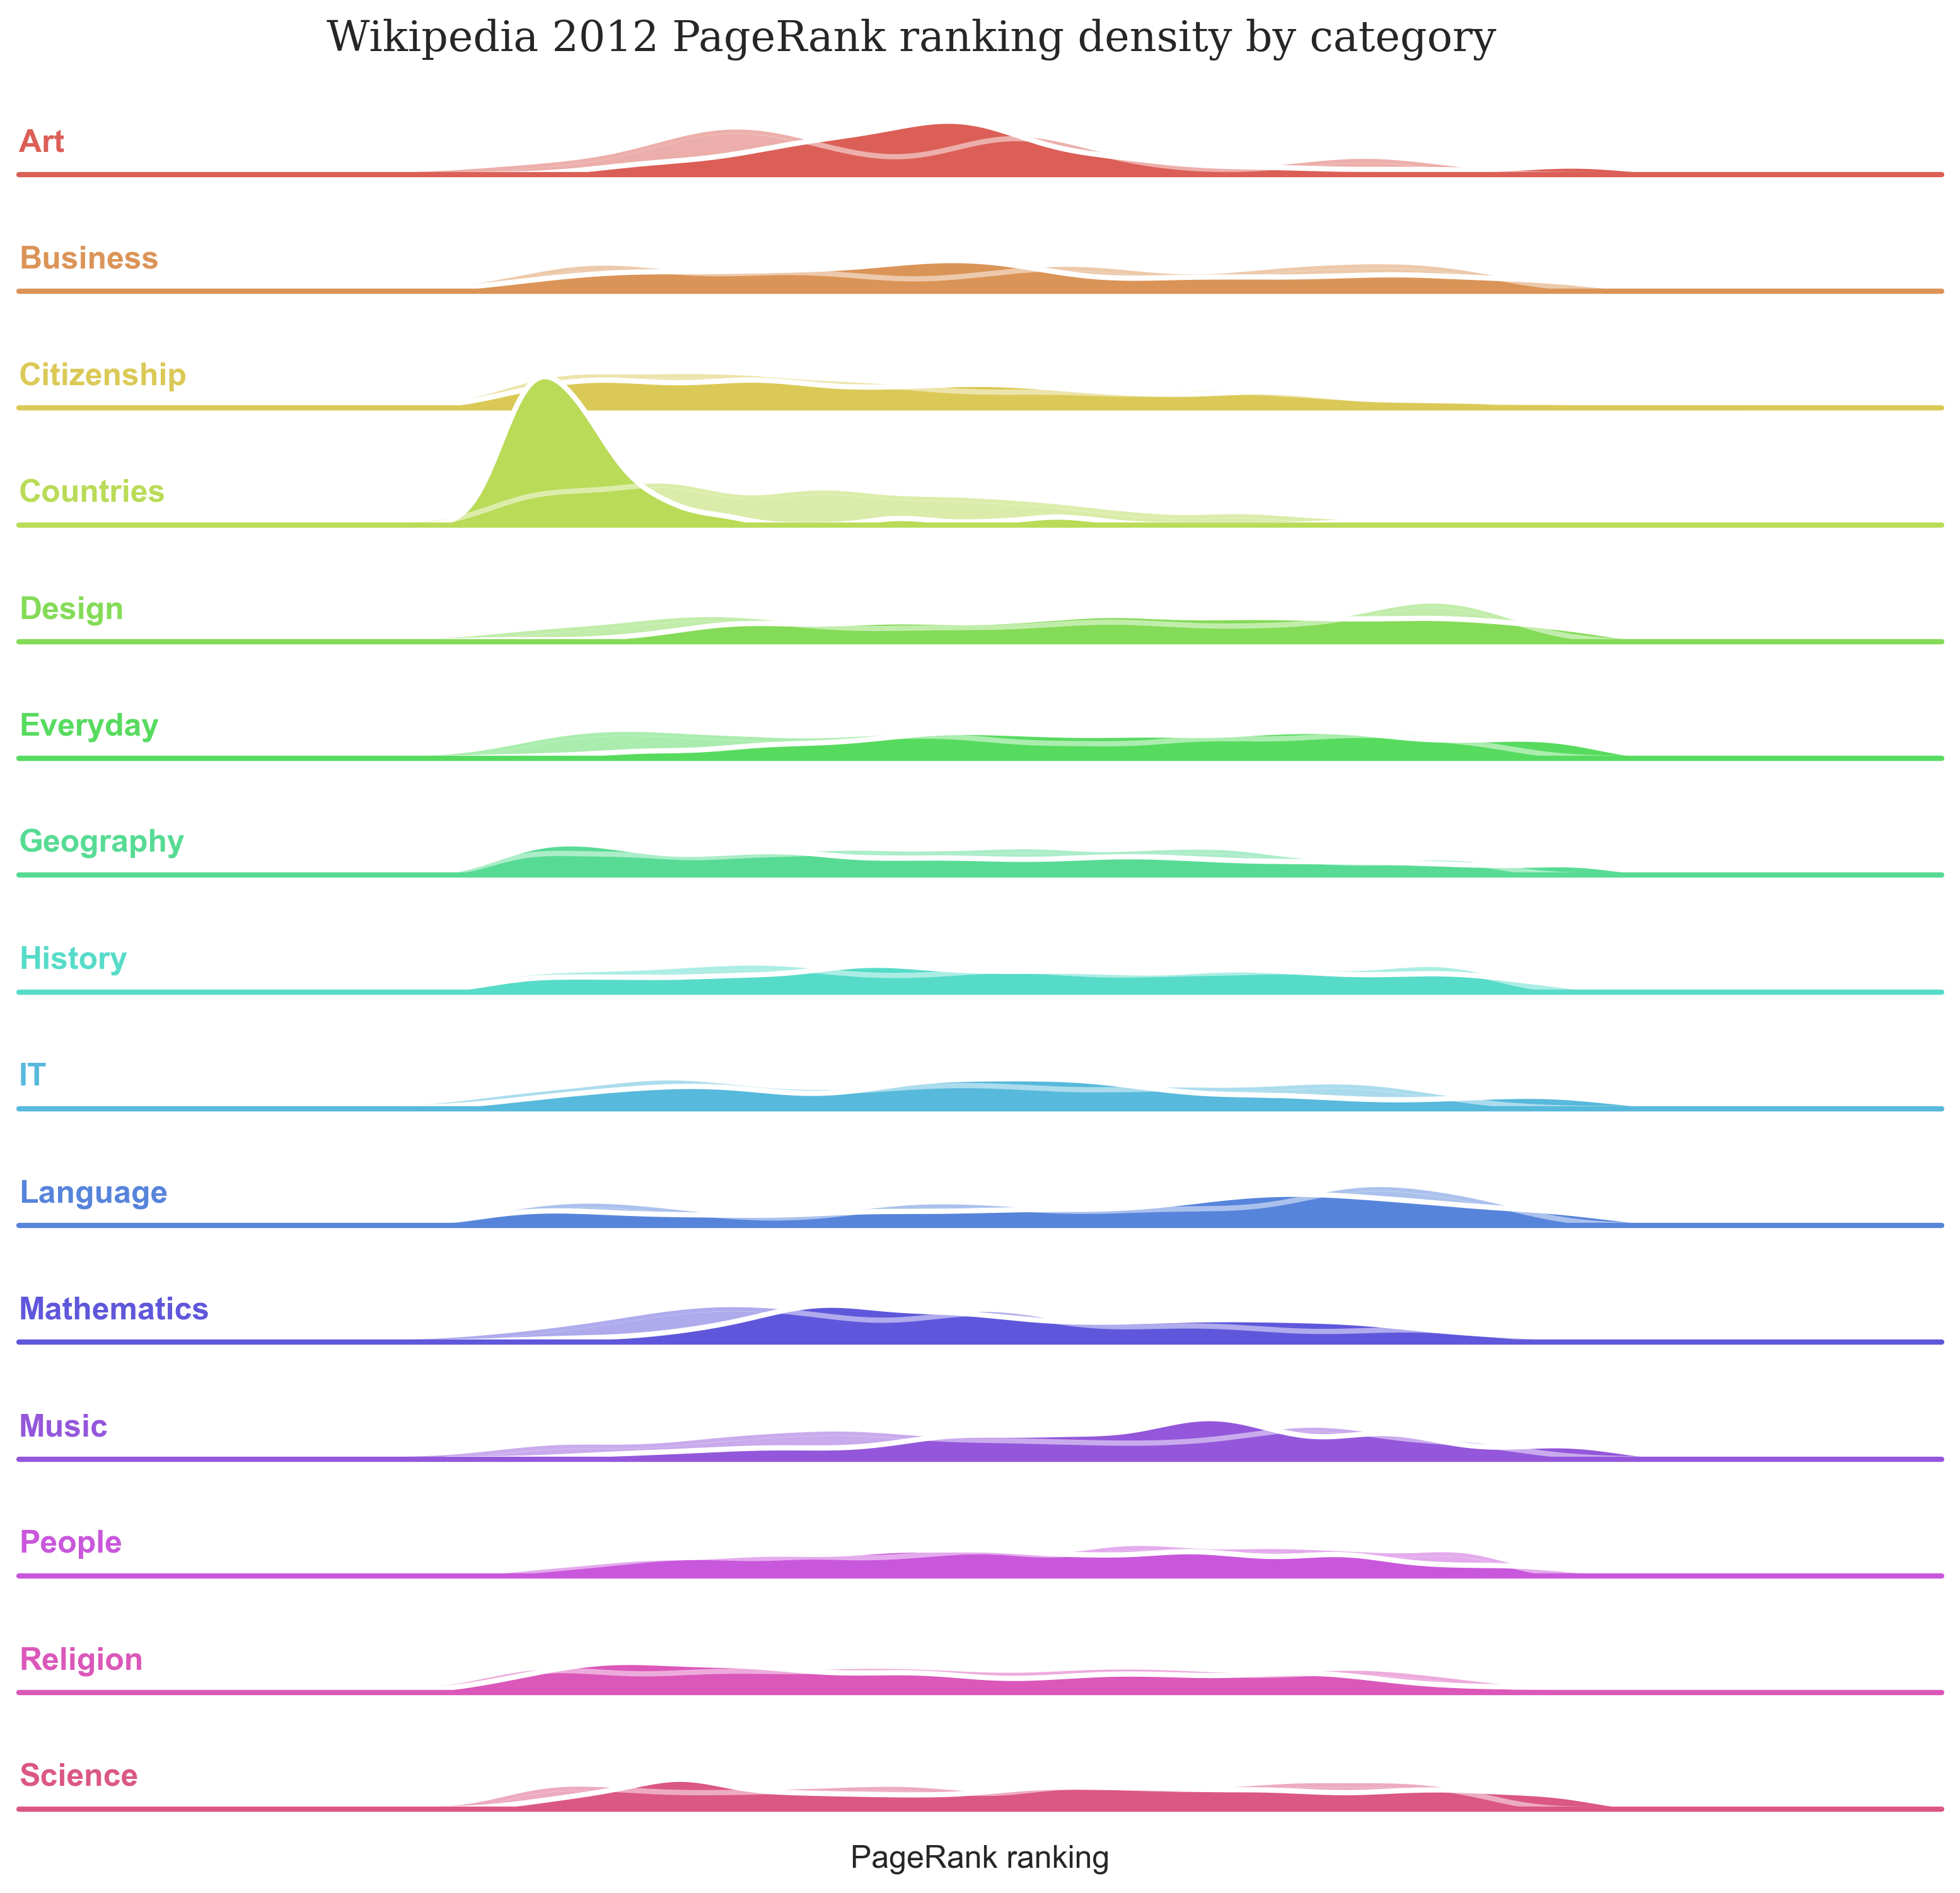 Wikipedia 2012 PageRank ranking density by category
Art
Business
Citizenship
Countries
Design
Everyday
Geography
History
IT
Language
Mathematics
Music
People
Religion
Science
PageRank ranking